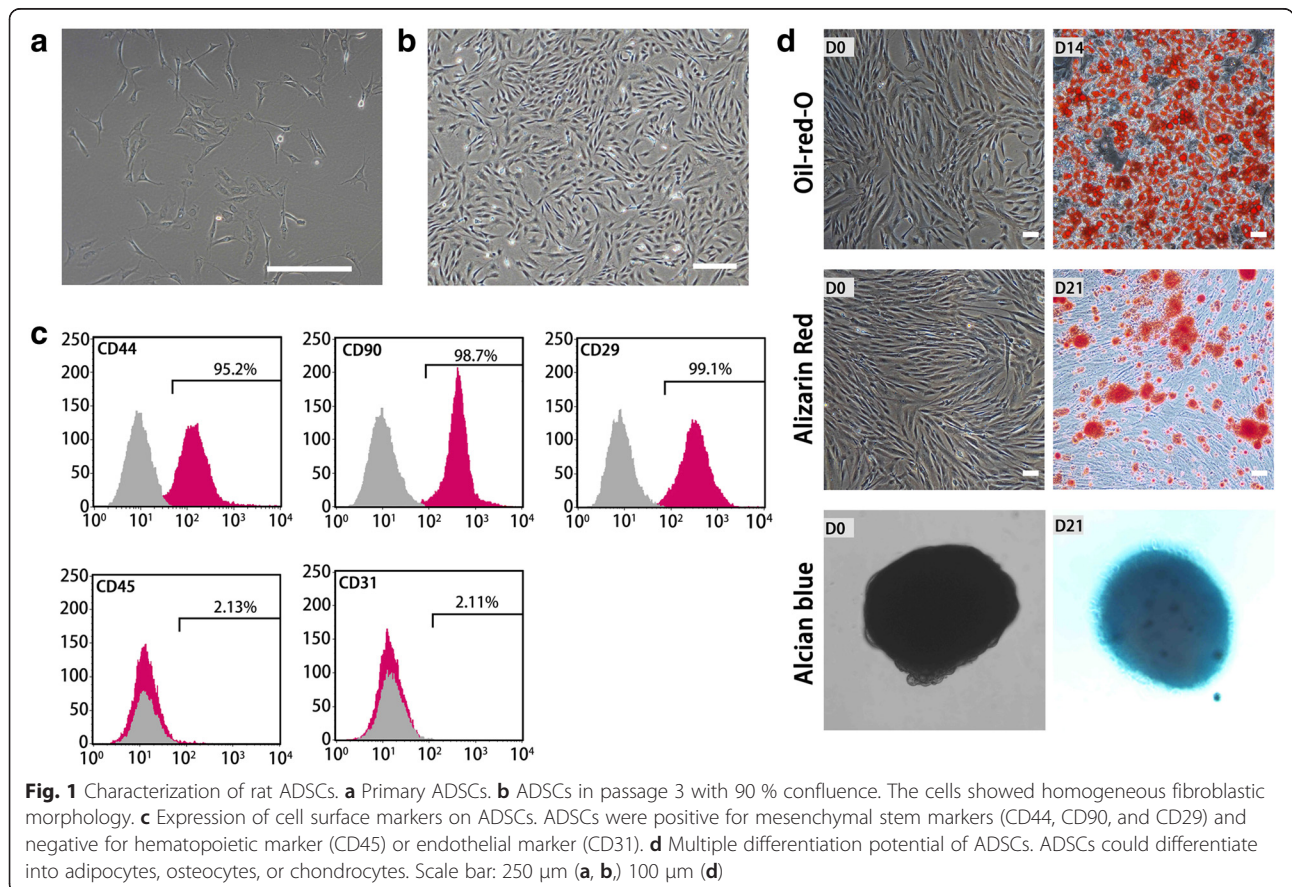 a
b
d
D0
D14
Oil-red-O
D0
D21
Alizarin Red
D0
D21
Alcian blue
c
250
200
150
100
50
0
CD44
95.2%
10⁰ 10¹ 10² 10³ 10⁴
250
200
150
100
50
0
CD90
98.7%
10⁰ 10¹ 10² 10³ 10⁴
250
200
150
100
50
0
CD29
99.1%
10⁰ 10¹ 10² 10³ 10⁴
250
200
150
100
50
0
CD45
2.13%
10⁰ 10¹ 10² 10³ 10⁴
250
200
150
100
50
0
CD31
2.11%
10⁰ 10¹ 10² 10³ 10⁴
Fig. 1 Characterization of rat ADSCs. a Primary ADSCs. b ADSCs in passage 3 with 90 % confluence. The cells showed homogeneous fibroblastic
morphology. c Expression of cell surface markers on ADSCs. ADSCs were positive for mesenchymal stem markers (CD44, CD90, and CD29) and
negative for hematopoietic marker (CD45) or endothelial marker (CD31). d Multiple differentiation potential of ADSCs. ADSCs could differentiate
into adipocytes, osteocytes, or chondrocytes. Scale bar: 250 μm (a, b,) 100 μm (d)